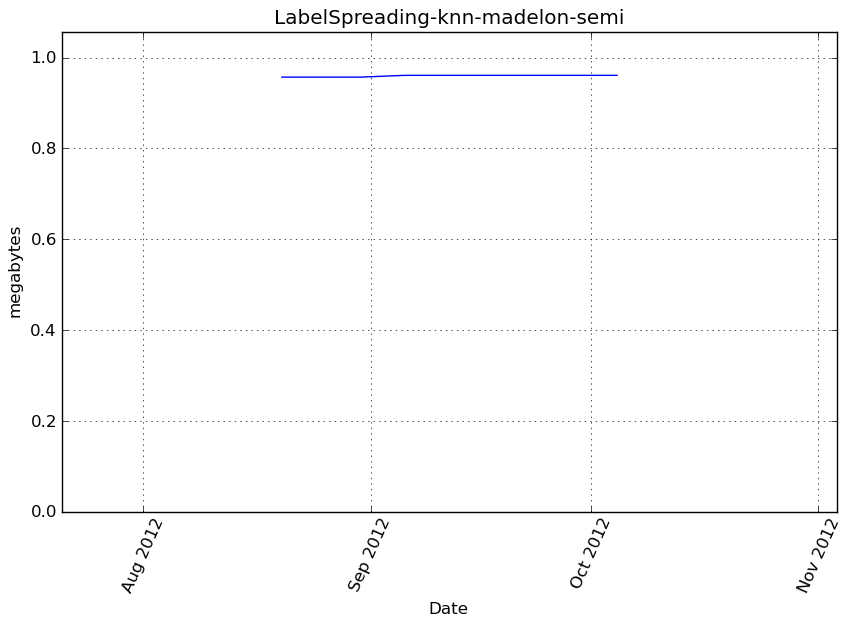 LabelSpreading-knn-madelon-semi
1.0
0.8
0.6
0.4
0.2
0.0
megabytes
Aug 2012
Sep 2012
Oct 2012
Nov 2012
Date